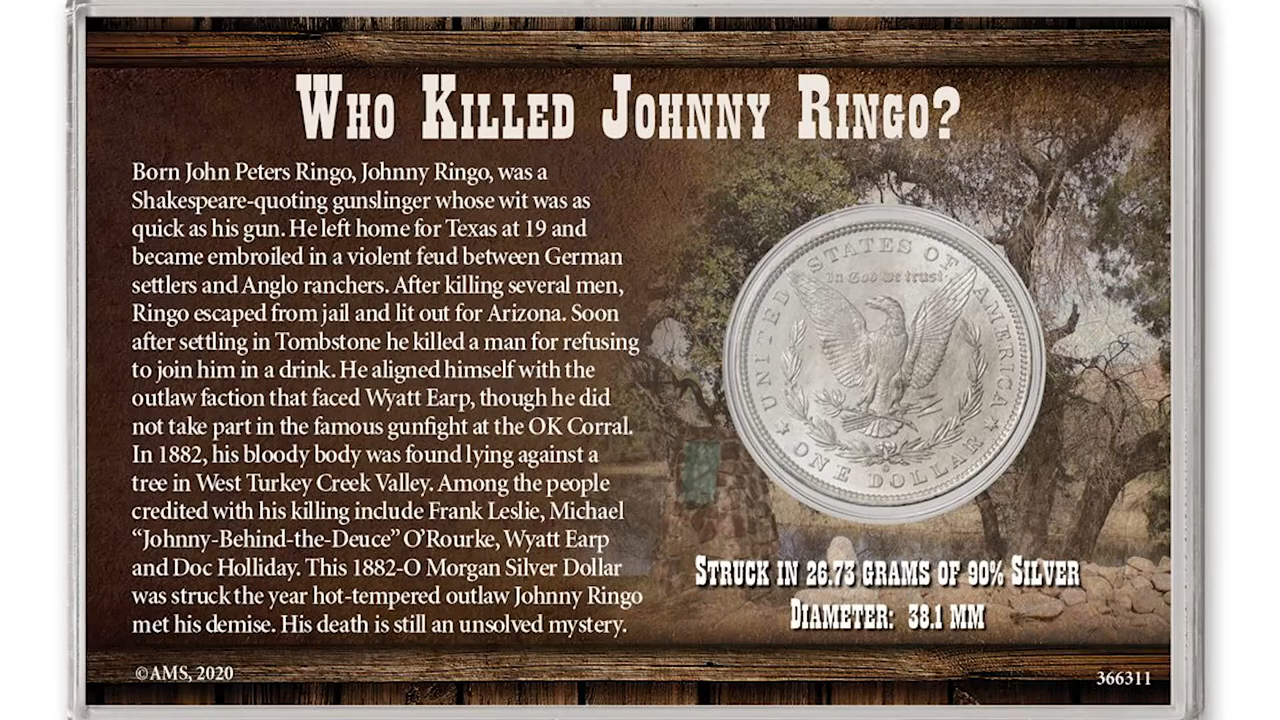 WHO KILLED JOHNNY RINGO?
Born John Peters Ringo, Johnny Ringo, was a
Shakespeare-quoting gunslinger whose wit was as
quick as his gun. He left home for Texas at 19 and
became embroiled in a violent feud between German
settlers and Anglo ranchers. After killing several men,
Ringo escaped from jail and lit out for Arizona. Soon
after settling in Tombstone he killed a man for refusing
to join him in a drink. He aligned himself with the
outlaw faction that faced Wyatt Earp, though he did
not take part in the famous gunfight at the OK Corral.
In 1882, his bloody body was found lying against a
tree in West Turkey Creek Valley. Among the people
credited with his killing include Frank Leslie, Michael
“Johnny-Behind-the-Deuce” O’Rourke, Wyatt Earp
and Doc Holliday. This 1882-O Morgan Silver Dollar
was struck the year hot-tempered outlaw Johnny Ringo
met his demise. His death is still an unsolved mystery.
UNITED STATES OF AMERICA
In God We trust
ONE DOLLAR
O
STRUCK IN 26.73 GRAMS OF 90% SILVER
DIAMETER: 38.1 MM
©AMS, 2020
366311